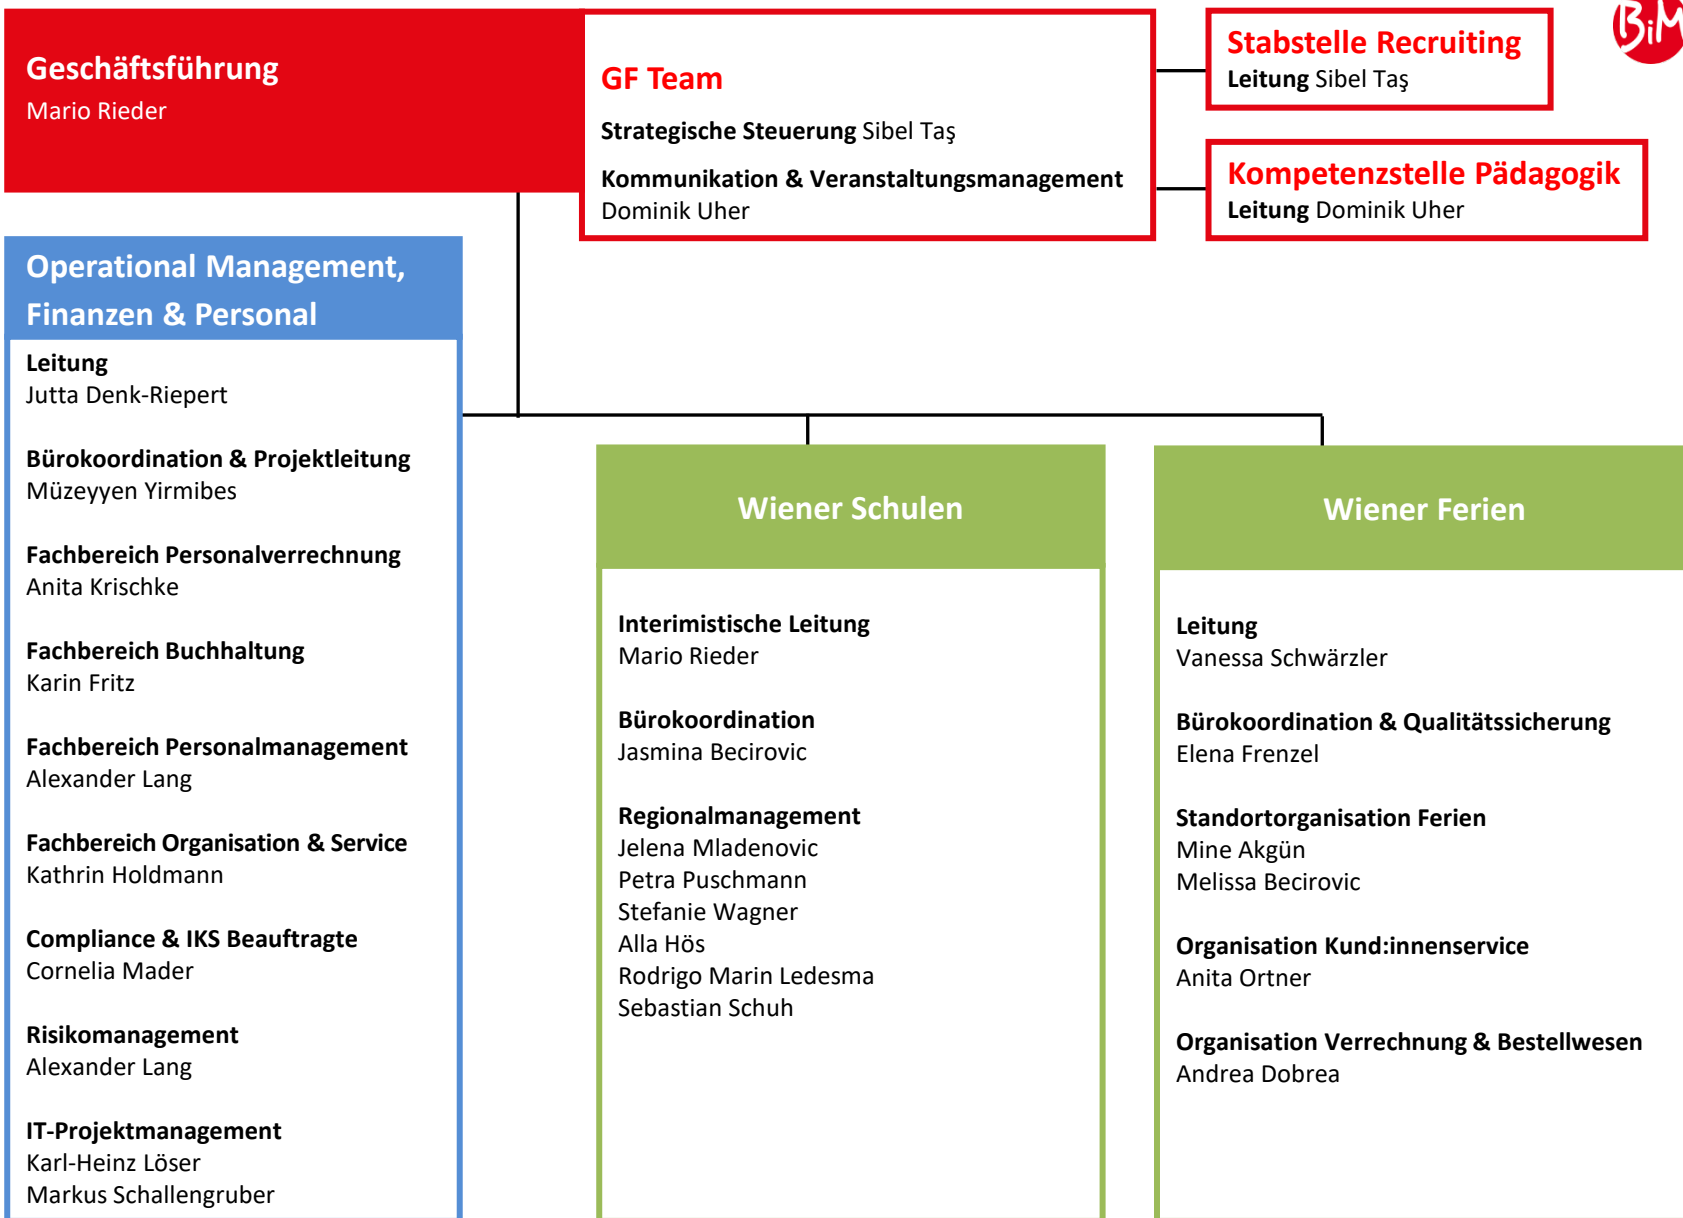 Geschäftsführung
Mario Rieder
GF Team
Strategische Steuerung Sibel Taş
Kommunikation & Veranstaltungsmanagement
Dominik Uher
Stabstelle Recruiting
Leitung Sibel Taş
Kompetenzstelle Pädagogik
Leitung Dominik Uher
BiM
Operational Management,
Finanzen & Personal
Leitung
Jutta Denk-Riepert
Bürokoordination & Projektleitung
Müzeyyen Yirmibes
Fachbereich Personalverrechnung
Anita Krischke
Fachbereich Buchhaltung
Karin Fritz
Fachbereich Personalmanagement
Alexander Lang
Fachbereich Organisation & Service
Kathrin Holdmann
Compliance & IKS Beauftragte
Cornelia Mader
Risikomanagement
Alexander Lang
IT-Projektmanagement
Karl-Heinz Löser
Markus Schallengruber
Wiener Schulen
Interimistische Leitung
Mario Rieder
Bürokoordination
Jasmina Becirovic
Regionalmanagement
Jelena Mladenovic
Petra Puschmann
Stefanie Wagner
Alla Hös
Rodrigo Marin Ledesma
Sebastian Schuh
Wiener Ferien
Leitung
Vanessa Schwärzler
Bürokoordination & Qualitätssicherung
Elena Frenzel
Standortorganisation Ferien
Mine Akgün
Melissa Becirovic
Organisation Kund:innenservice
Anita Ortner
Organisation Verrechnung & Bestellwesen
Andrea Dobrea